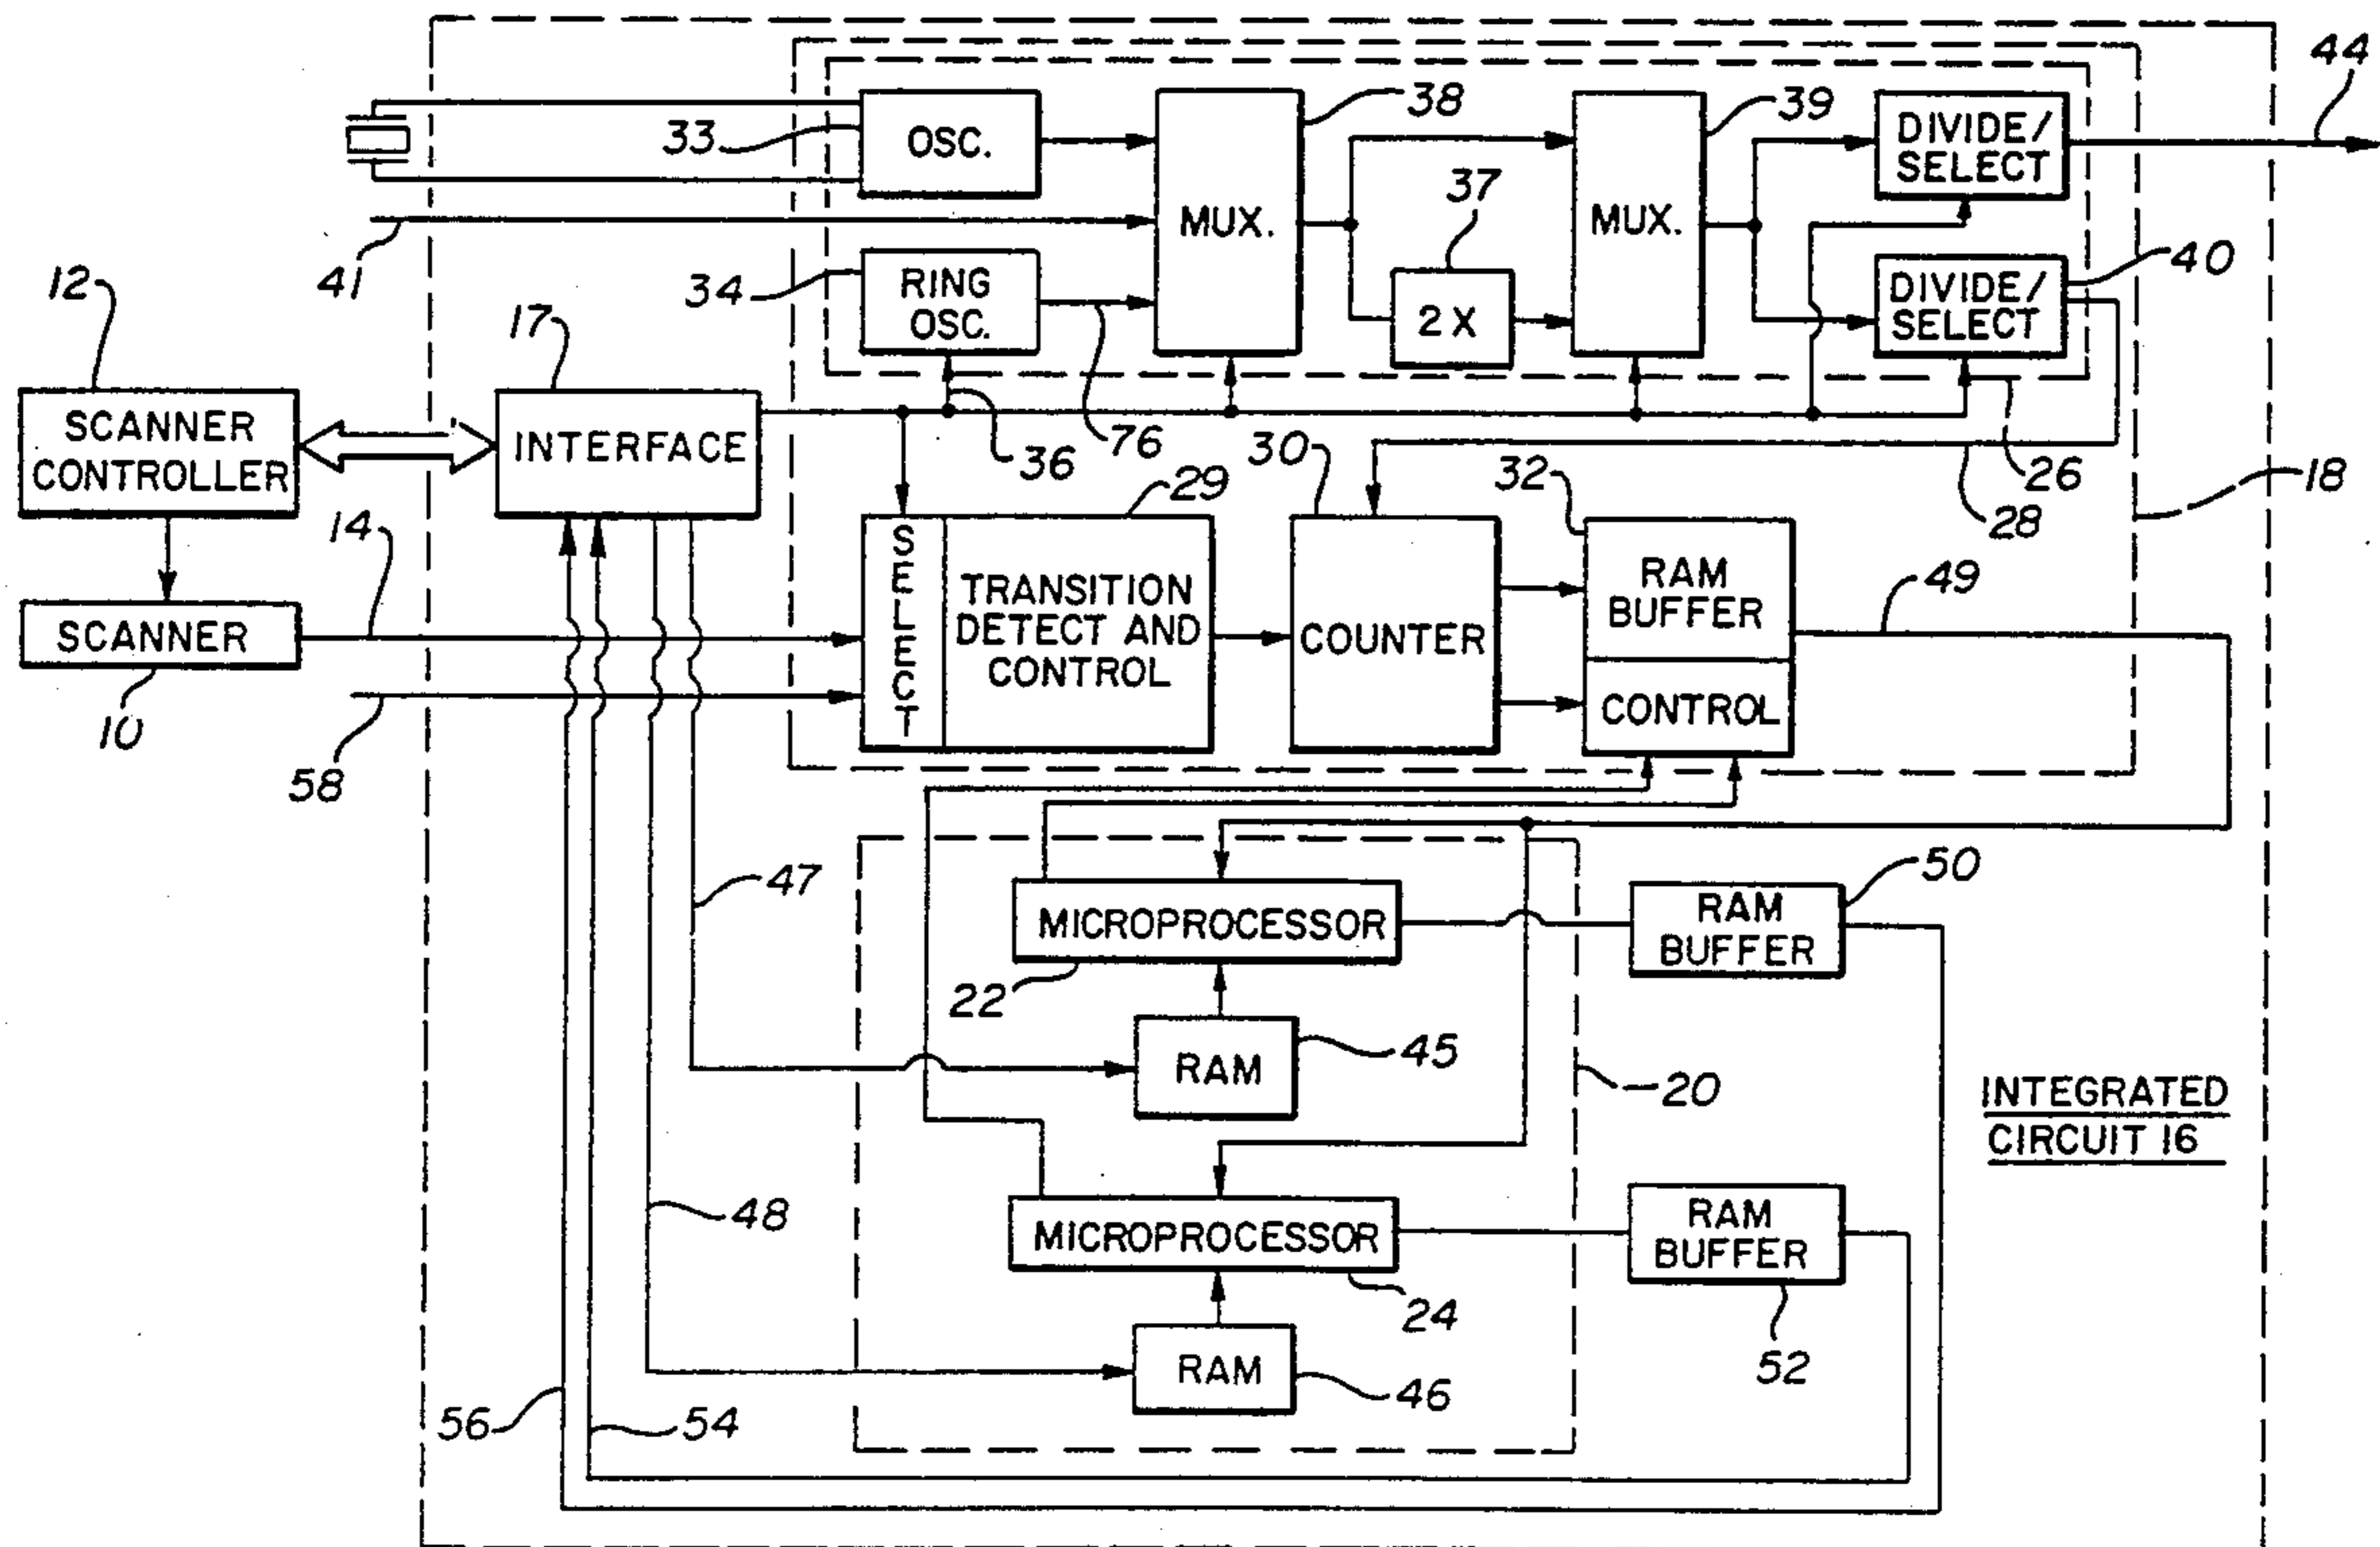 44
33
OSC.
38
MUX.
37
2X
39
MUX.
DIVIDE/
SELECT
41
34
RING
OSC.
76
36
DIVIDE/
SELECT
40
12
SCANNER
CONTROLLER
17
INTERFACE
26
28
18
14
SCANNER
10
58
29
SELECT
TRANSITION
DETECT AND
CONTROL
30
COUNTER
32
RAM
BUFFER
CONTROL
49
47
MICROPROCESSOR
22
50
RAM
BUFFER
RAM
45
20
INTEGRATED
CIRCUIT 16
48
MICROPROCESSOR
24
RAM
BUFFER
52
RAM
46
56
54